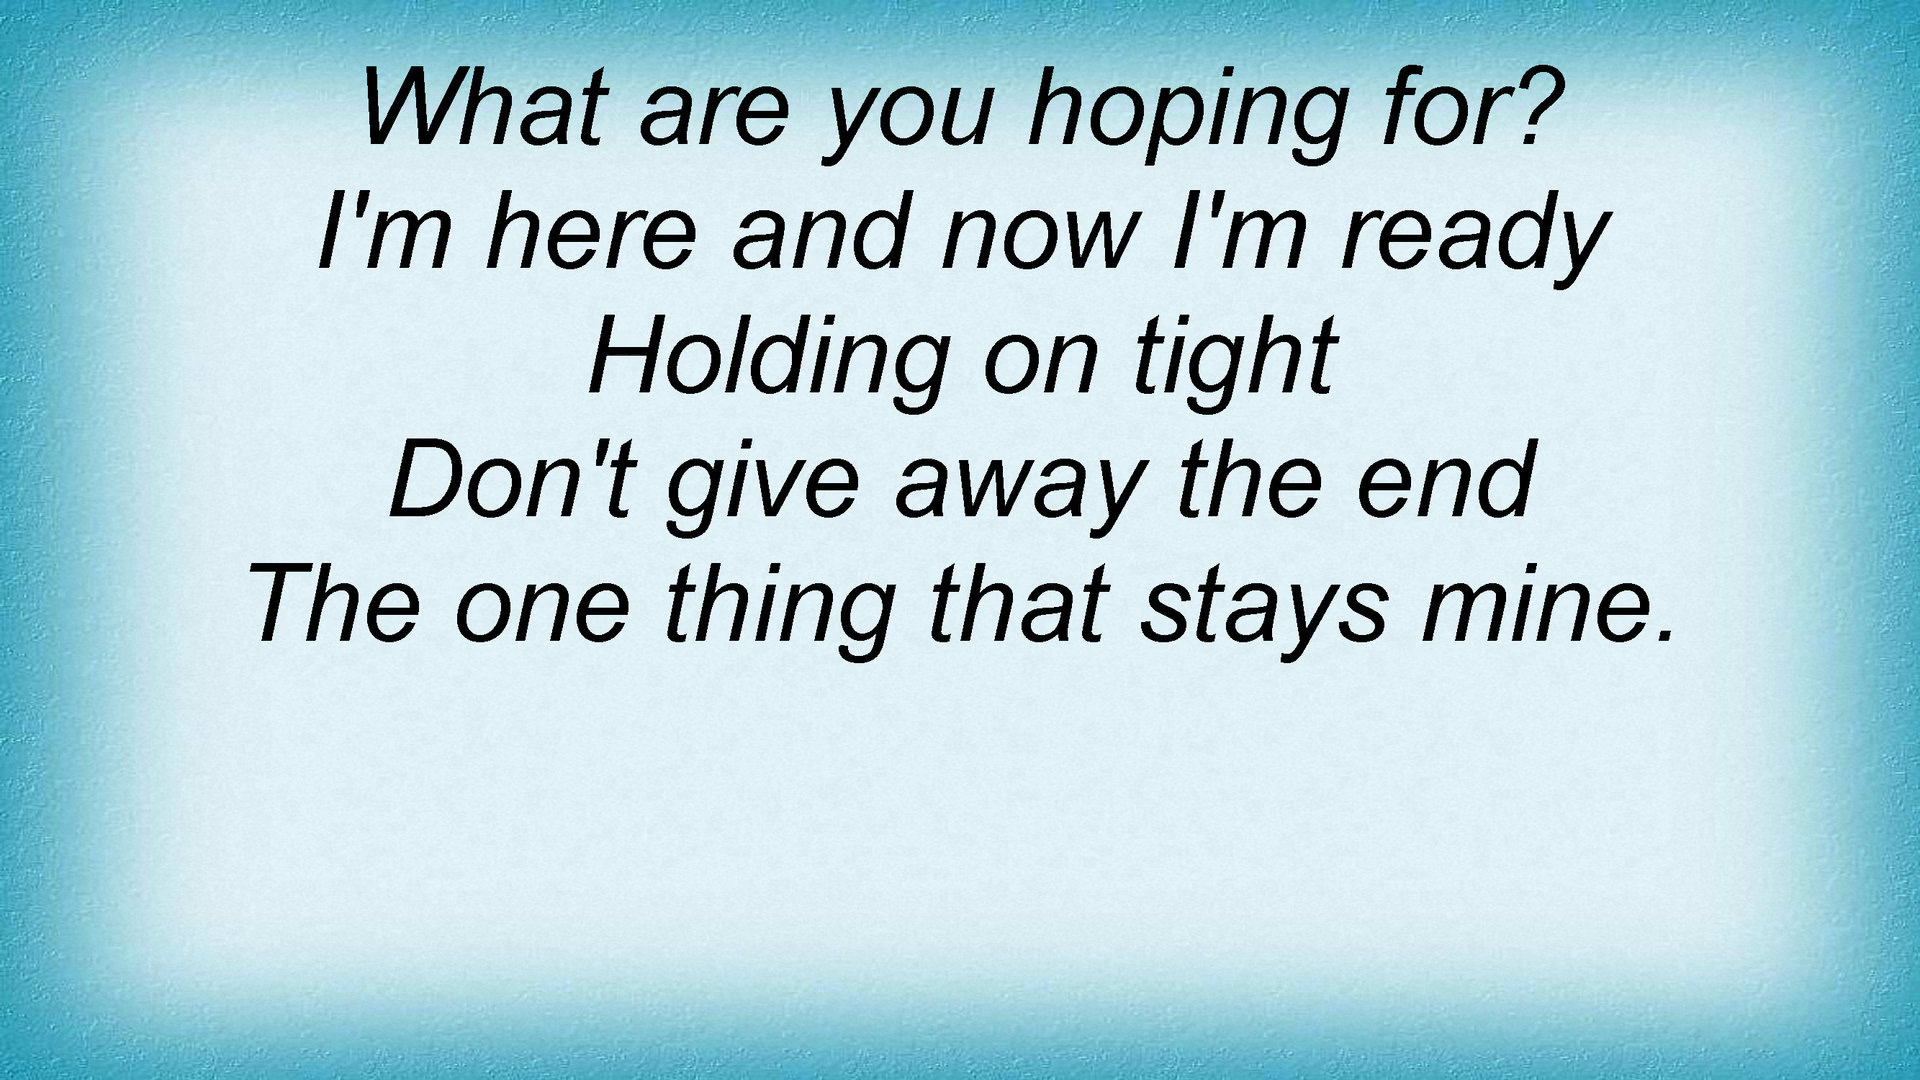 What are you hoping for?
I'm here and now I'm ready
Holding on tight
Don't give away the end
The one thing that stays mine.